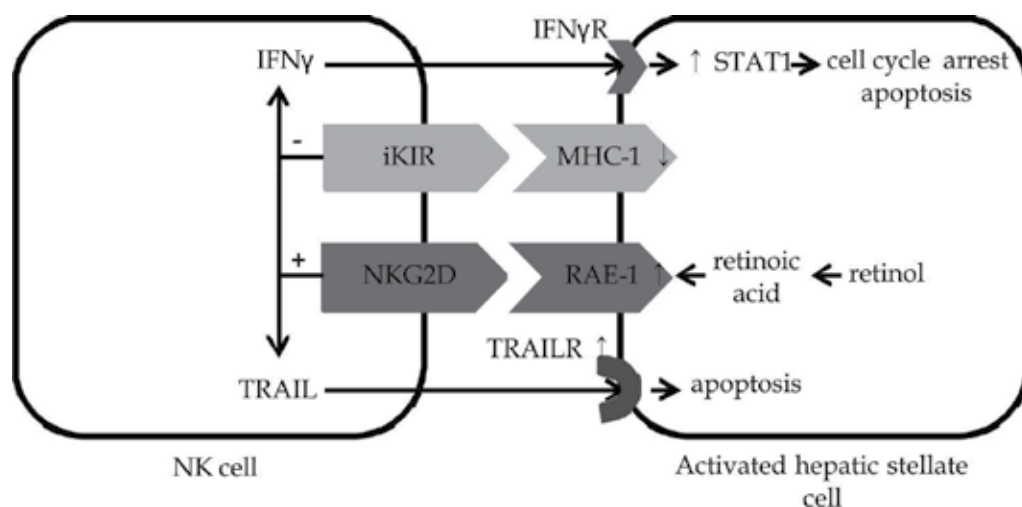 IFNγR
IFNγ
↑ STAT1
cell cycle arrest
apoptosis
-
iKIR
MHC-1 ↓
+
NKG2D
RAE-1 ↑
retinoic
acid
retinol
TRAILR ↑
TRAIL
apoptosis
NK cell
Activated hepatic stellate
cell